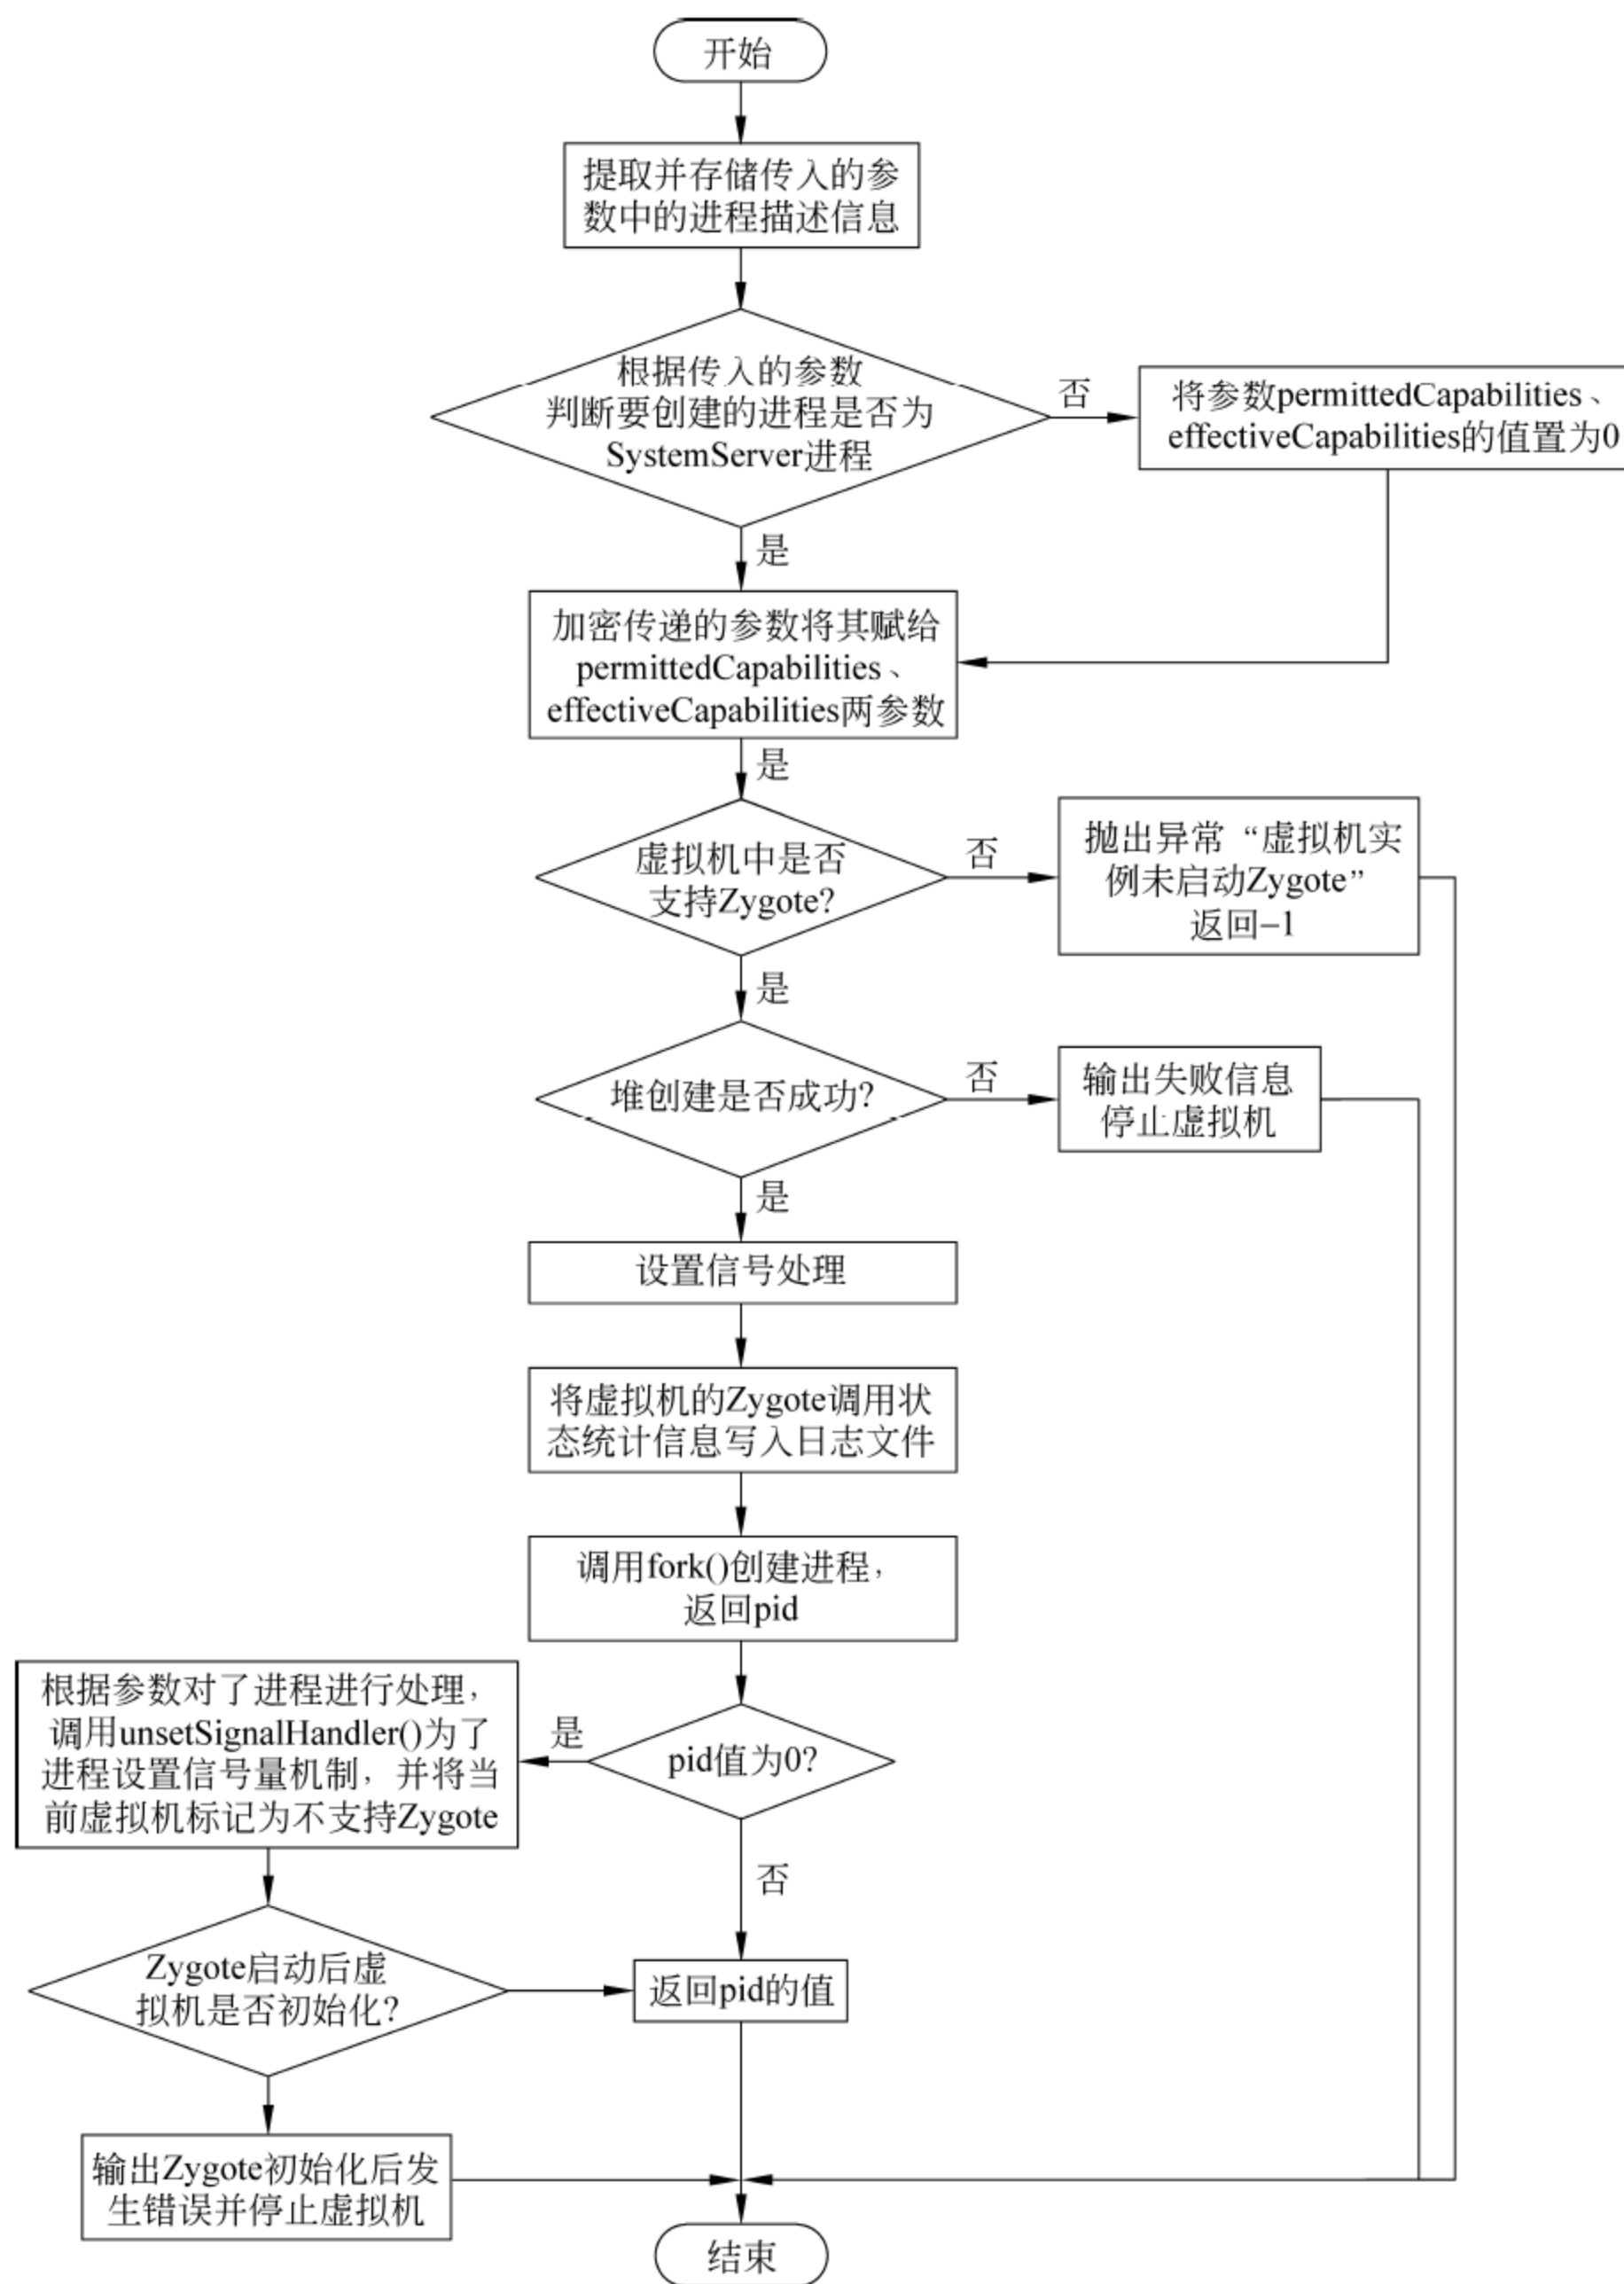 开始
提取并存储传入的参
数中的进程描述信息
根据传入的参数
判断要创建的进程是否为
SystemServer进程
否
将参数permittedCapabilities、
effectiveCapabilities的值置为0
是
加密传递的参数将其赋给
permittedCapabilities、
effectiveCapabilities两参数
是
虚拟机中是否
支持Zygote?
否
抛出异常“虚拟机实
例未启动Zygote”
返回−1
是
堆创建是否成功?
否
输出失败信息
停止虚拟机
是
设置信号处理
将虚拟机的Zygote调用状
态统计信息写入日志文件
调用fork()创建进程，
返回pid
根据参数对了进程进行处理，
调用unsetSignalHandler()为了
进程设置信号量机制，并将当
前虚拟机标记为不支持Zygote
是
pid值为0?
否
Zygote启动后虚
拟机是否初始化?
返回pid的值
输出Zygote初始化后发
生错误并停止虚拟机
结束